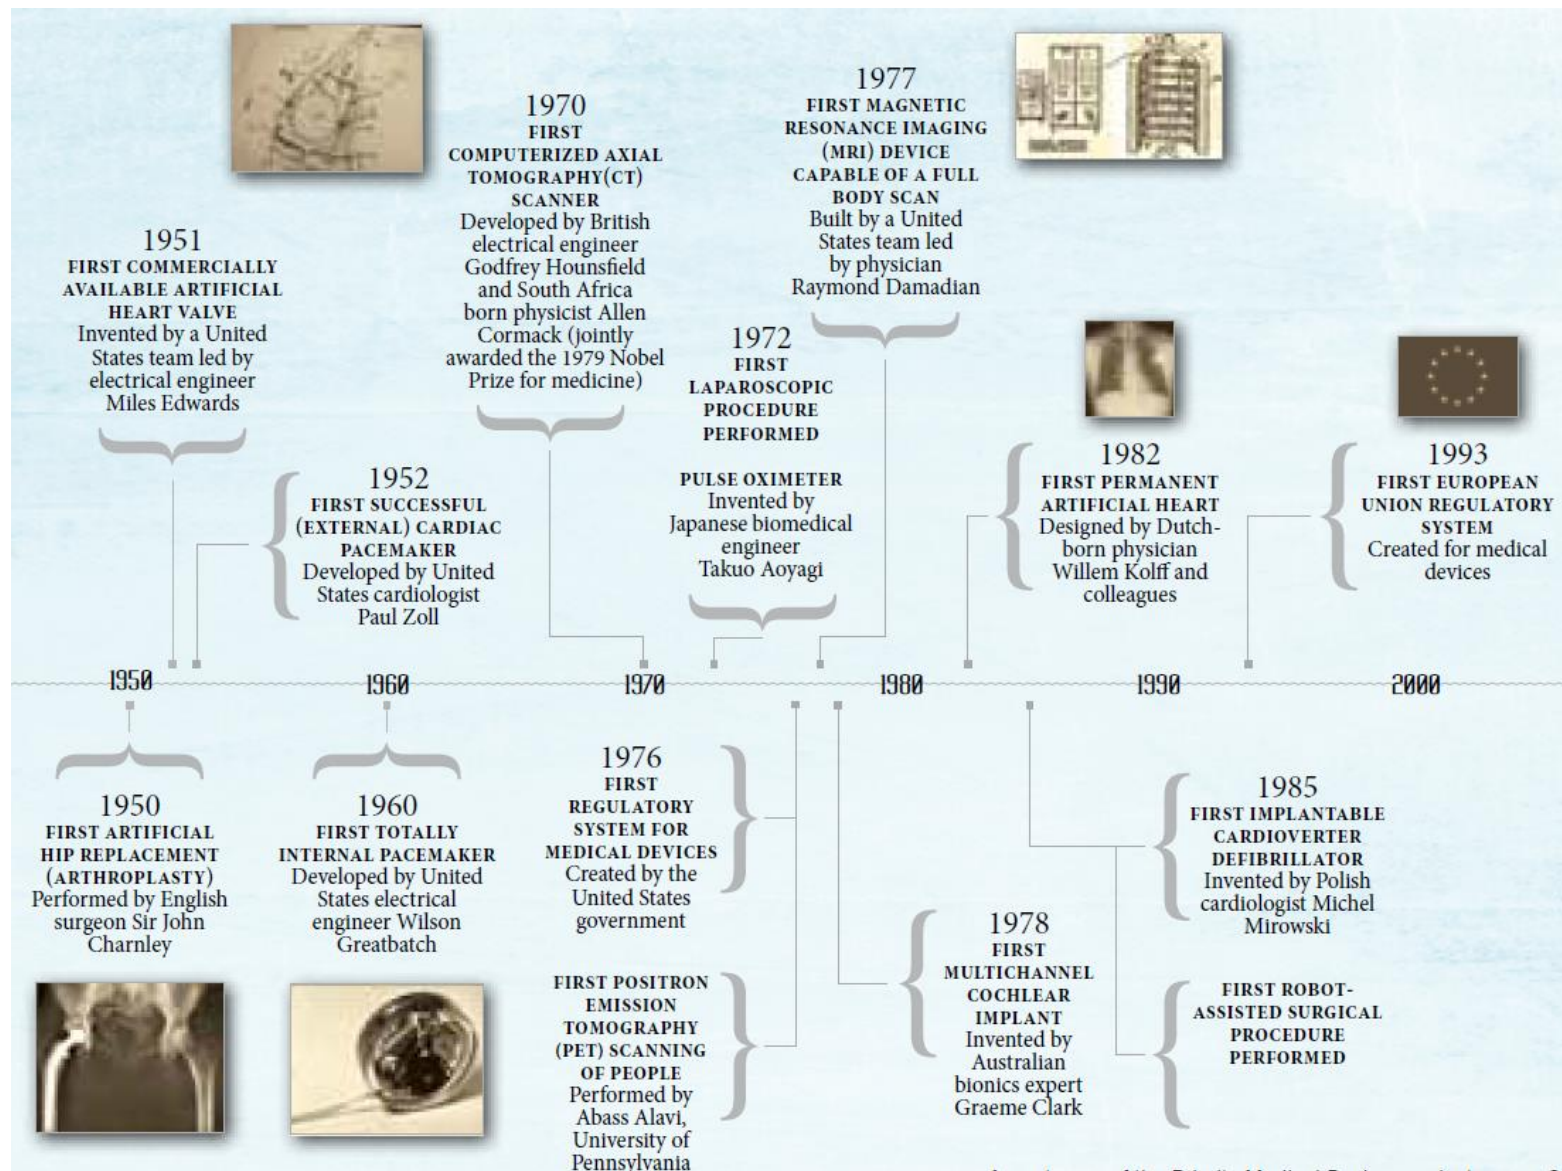 1977
FIRST MAGNETIC
RESONANCE IMAGING
(MRI) DEVICE
CAPABLE OF A FULL
BODY SCAN
Built by a United
States team led
by physician
Raymond Damadian
1970
FIRST
COMPUTERIZED AXIAL
TOMOGRAPHY(CT)
SCANNER
Developed by British
electrical engineer
Godfrey Hounsfield
and South Africa
born physicist Allen
Cormack (jointly
awarded the 1979 Nobel
Prize for medicine)
1951
FIRST COMMERCIALLY
AVAILABLE ARTIFICIAL
HEART VALVE
Invented by a United
States team led by
electrical engineer
Miles Edwards
1972
FIRST
LAPAROSCOPIC
PROCEDURE
PERFORMED
PULSE OXIMETER
Invented by
Japanese biomedical
engineer
Takuo Aoyagi
1952
FIRST SUCCESSFUL
(EXTERNAL) CARDIAC
PACEMAKER
Developed by United
States cardiologist
Paul Zoll
1982
FIRST PERMANENT
ARTIFICIAL HEART
Designed by Dutch-
born physician
Willem Kolff and
colleagues
1993
FIRST EUROPEAN
UNION REGULATORY
SYSTEM
Created for medical
devices
1950 1960 1970 1980 1990 2000
1950
FIRST ARTIFICIAL
HIP REPLACEMENT
(ARTHROPLASTY)
Performed by English
surgeon Sir John
Charnley
1960
FIRST TOTALLY
INTERNAL PACEMAKER
Developed by United
States electrical
engineer Wilson
Greatbatch
1976
FIRST
REGULATORY
SYSTEM FOR
MEDICAL DEVICES
Created by the
United States
government
FIRST POSITRON
EMISSION
TOMOGRAPHY
(PET) SCANNING
OF PEOPLE
Performed by
Abass Alavi,
University of
Pennsylvania
1978
FIRST
MULTICHANNEL
COCHLEAR
IMPLANT
Invented by
Australian
bionics expert
Graeme Clark
1985
FIRST IMPLANTABLE
CARDIOVERTER
DEFIBRILLATOR
Invented by Polish
cardiologist Michel
Mirowski
FIRST ROBOT-
ASSISTED SURGICAL
PROCEDURE
PERFORMED